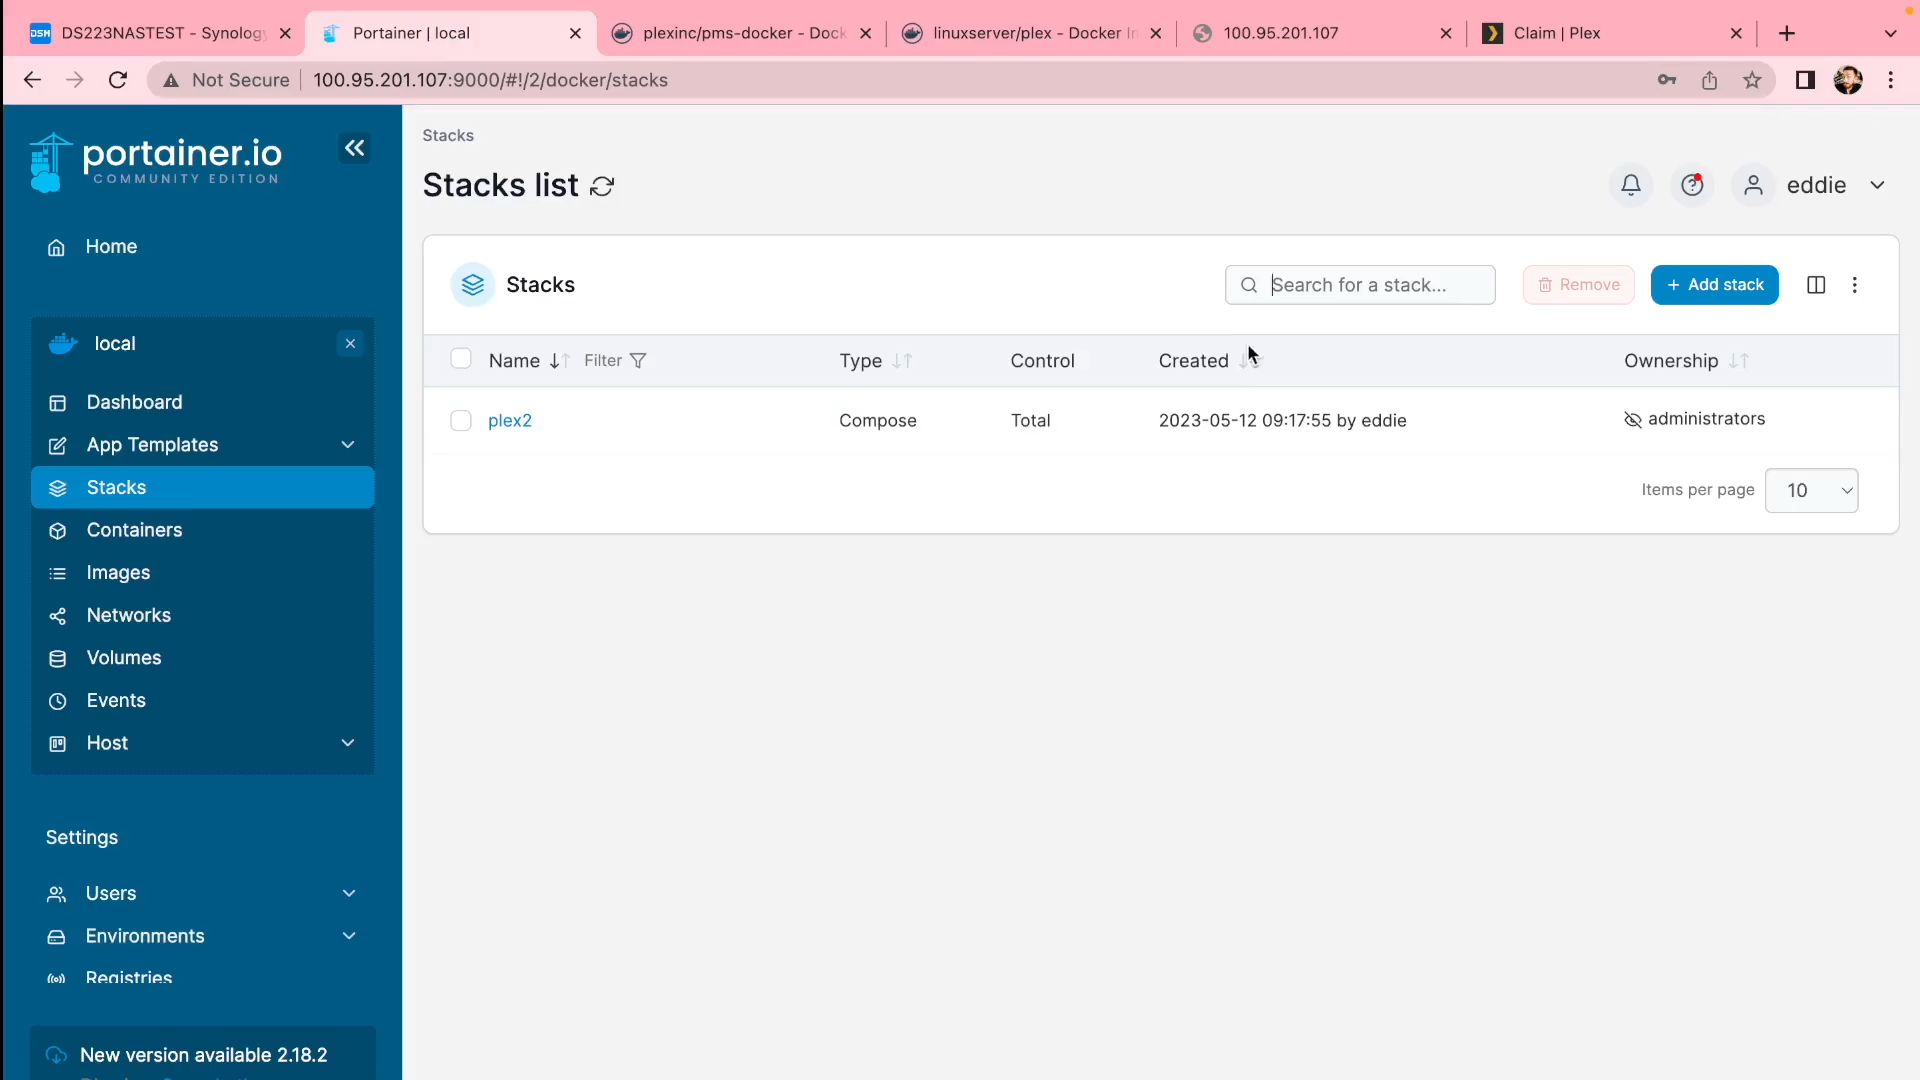 DSM DS223NASTEST - Synology
Portainer | local
plexinc/pms-docker - Dock
linuxserver/plex - Docker
100.95.201.107
Claim | Plex
Not Secure
100.95.201.107:9000/#!/2/docker/stacks
portainer.io
COMMUNITY EDITION
Home
local
Dashboard
App Templates
Stacks
Containers
Images
Networks
Volumes
Events
Host
Settings
Users
Environments
Registries
New version available 2.18.2
Stacks
Stacks list
eddie
Stacks
Search for a stack...
Remove
+ Add stack
Name Filter Type Control Created Ownership
plex2 Compose Total 2023-05-12 09:17:55 by eddie administrators
Items per page 10